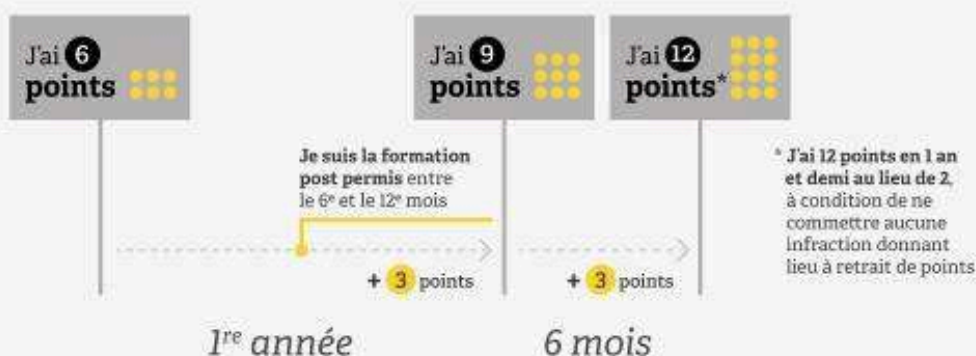 J'ai 6
points
J'ai 9
points
J'ai 12
points*
Je suis la formation
post permis entre
le 6e et le 12e mois
* J'ai 12 points en 1 an
et demi au lieu de 2,
à condition de ne
commettre aucune
infraction donnant
lieu à retrait de points
+ 3 points
+ 3 points
1re année
6 mois